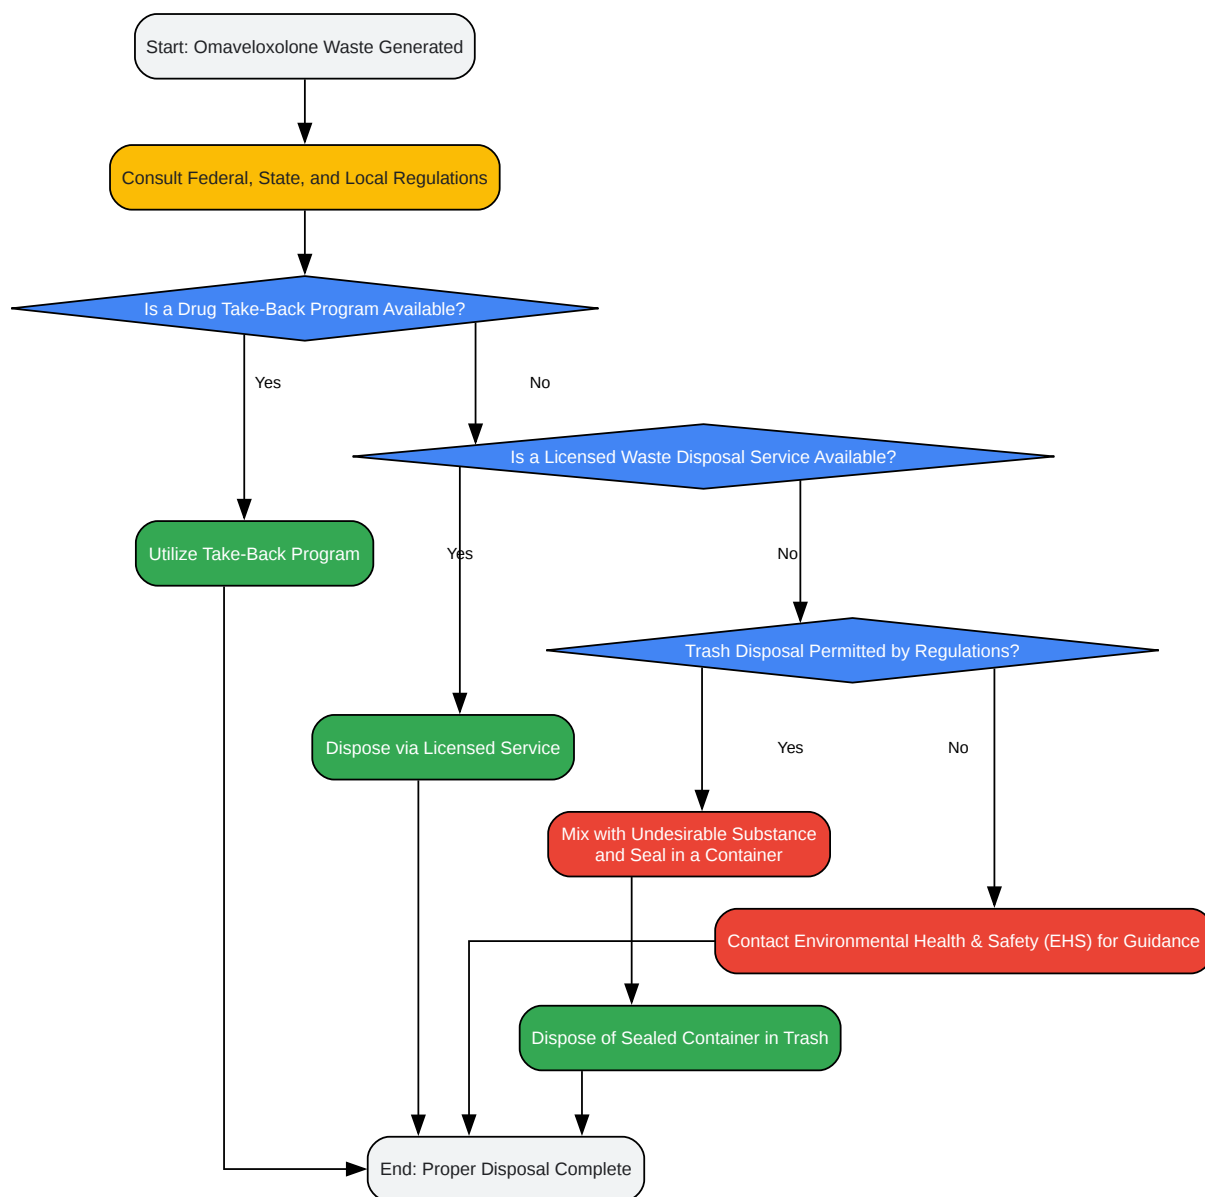 Start: Omaveloxolone Waste Generated
Consult Federal, State, and Local Regulations
Is a Drug Take-Back Program Available?
Yes
No
Is a Licensed Waste Disposal Service Available?
Utilize Take-Back Program
Yes
No
Trash Disposal Permitted by Regulations?
Dispose via Licensed Service
Yes
No
Mix with Undesirable Substance
and Seal in a Container
Contact Environmental Health & Safety (EHS) for Guidance
Dispose of Sealed Container in Trash
End: Proper Disposal Complete